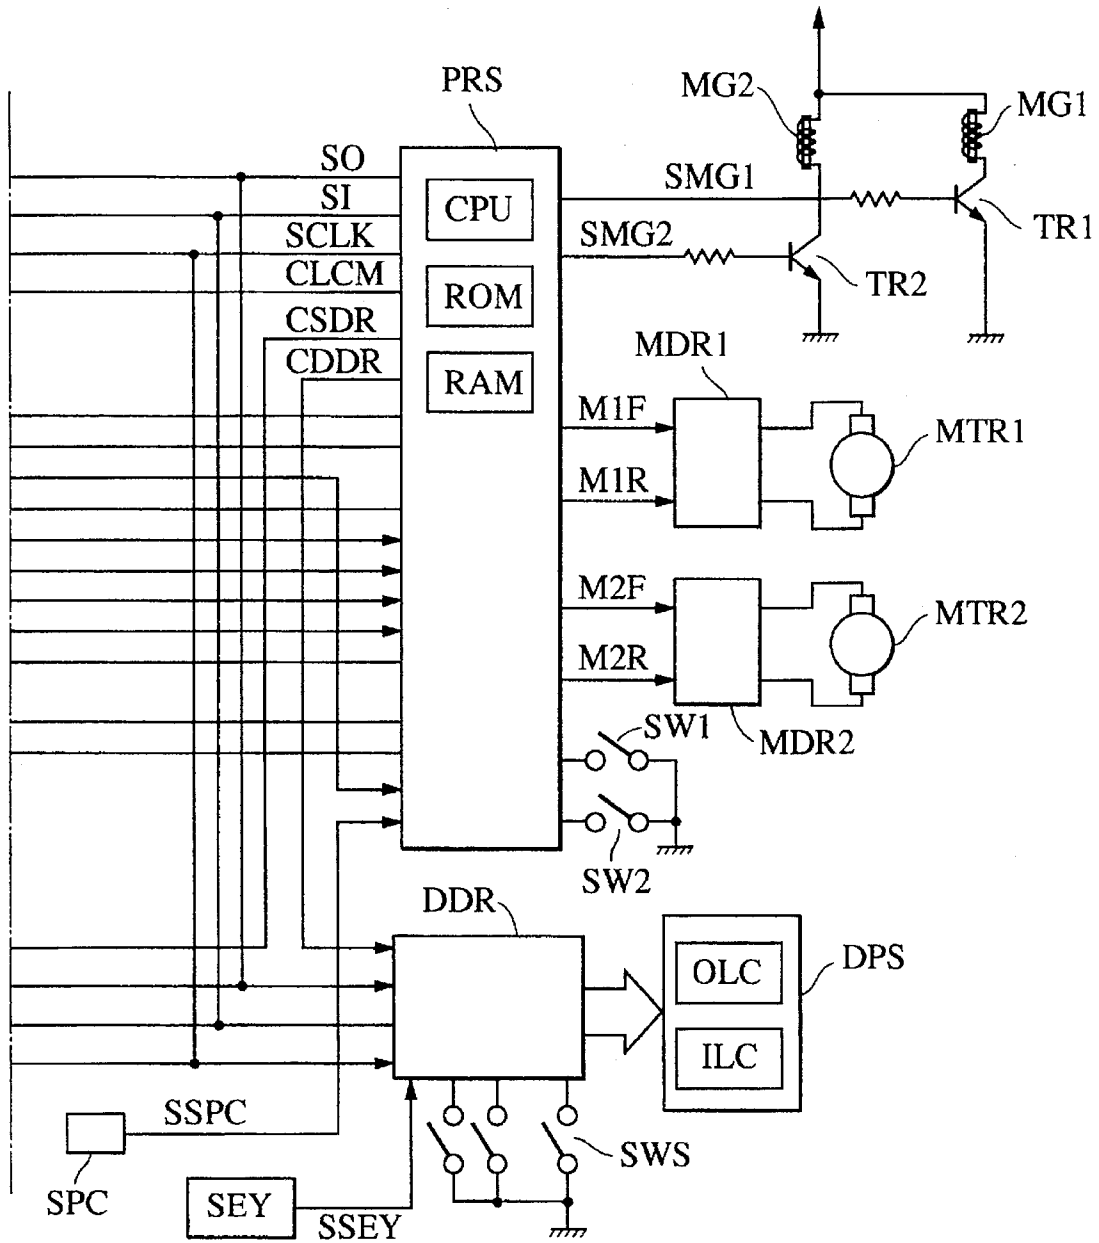 PRS
MG2
MG1
SO
SI
SCLK
CLCM
CSDR
CDDR
CPU
ROM
RAM
SMG1
SMG2
TR1
TR2
MDR1
M1F
M1R
MTR1
M2F
M2R
MTR2
MDR2
SW1
SW2
DDR
DPS
OLC
ILC
SSPC
SPC
SEY
SSEY
SWS